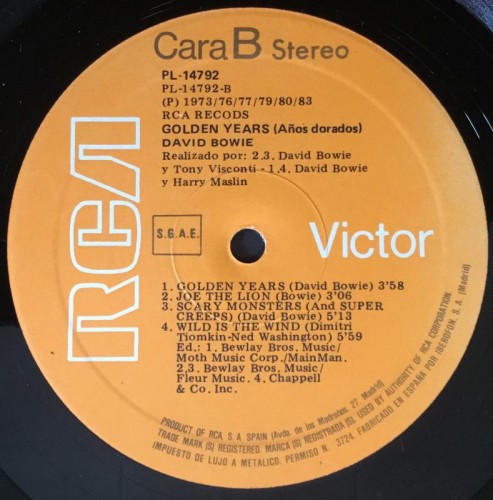 Cara B Stereo
PL-14792
PL-14792-B
(P) 1973/76/77/79/80/83
RCA RECODS
GOLDEN YEARS (Años dorados)
DAVID BOWIE
Realizado por: 2.3. David Bowie
y Tony Visconti - 1.4. David Bowie
y Harry Maslin
RCA
S.G.A.E.
Victor
1. GOLDEN YEARS (David Bowie) 3'58
2. JOE THE LION (Bowie) 3'06
3. SCARY MONSTERS (And SUPER
CREEPS) (David Bowie) 5'13
4. WILD IS THE WIND (Dimitri
Tiomkin-Ned Washington) 5'59
Ed.: 1. Bewlay Bros. Music/
Moth Music Corp./MainMan.
2,3. Bewlay Bros. Music/
Fleur Music. 4. Chappell
& Co. Inc.
PRODUCT OF RCA, S. A. SPAIN (Avda. de los Madroños, 27. Madrid)
TRADE MARK (S) REGISTERED. MARCA (S) REGISTRADA (S). USED BY AUTHORITY OF RCA CORPORATION.
IMPUESTO DE LUJO A METALICO. PERMISO N. 3724 FABRICADO EN ESPAÑA POR IBEROFON, S. A. (Madrid)